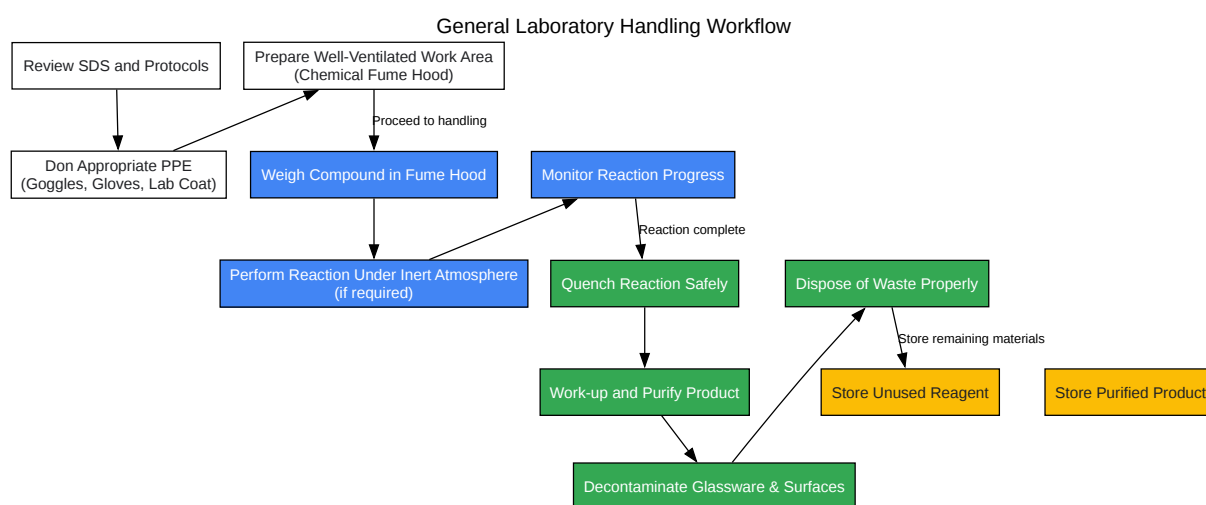 General Laboratory Handling Workflow
Review SDS and Protocols
Prepare Well-Ventilated Work Area
(Chemical Fume Hood)
Proceed to handling
Don Appropriate PPE
(Goggles, Gloves, Lab Coat)
Weigh Compound in Fume Hood
Monitor Reaction Progress
Reaction complete
Perform Reaction Under Inert Atmosphere
(if required)
Quench Reaction Safely
Dispose of Waste Properly
Store remaining materials
Work-up and Purify Product
Store Unused Reagent
Store Purified Product
Decontaminate Glassware & Surfaces